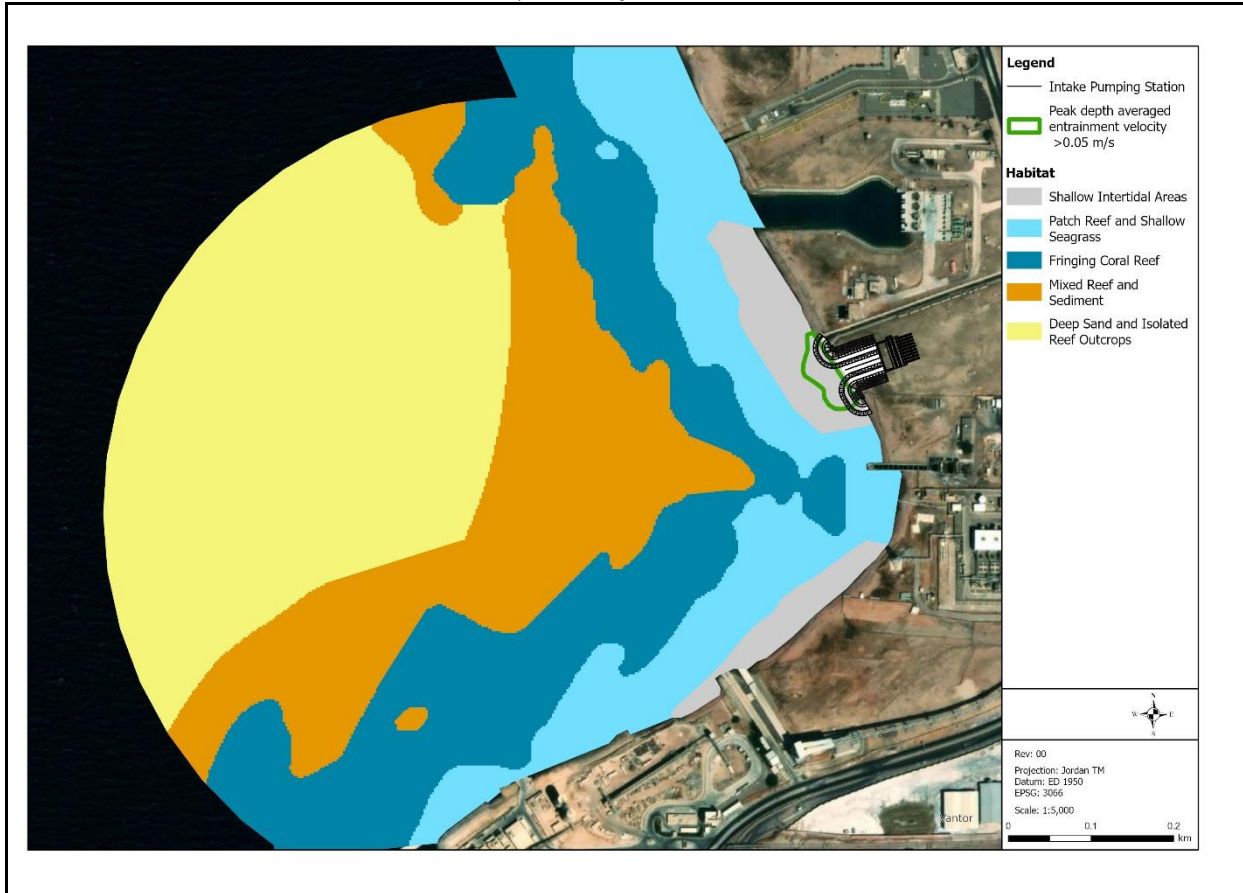 Legend
Intake Pumping Station
Peak depth averaged
entrainment velocity
>0.05 m/s
Habitat
Shallow Intertidal Areas
Patch Reef and Shallow
Seagrass
Fringing Coral Reef
Mixed Reef and
Sediment
Deep Sand and Isolated
Reef Outcrops
N
W E
S
Rev: 00
Projection: Jordan TM
Datum: ED 1950
EPSG: 3066
Scale: 1:5,000
Vantor
0 0.1 0.2
km